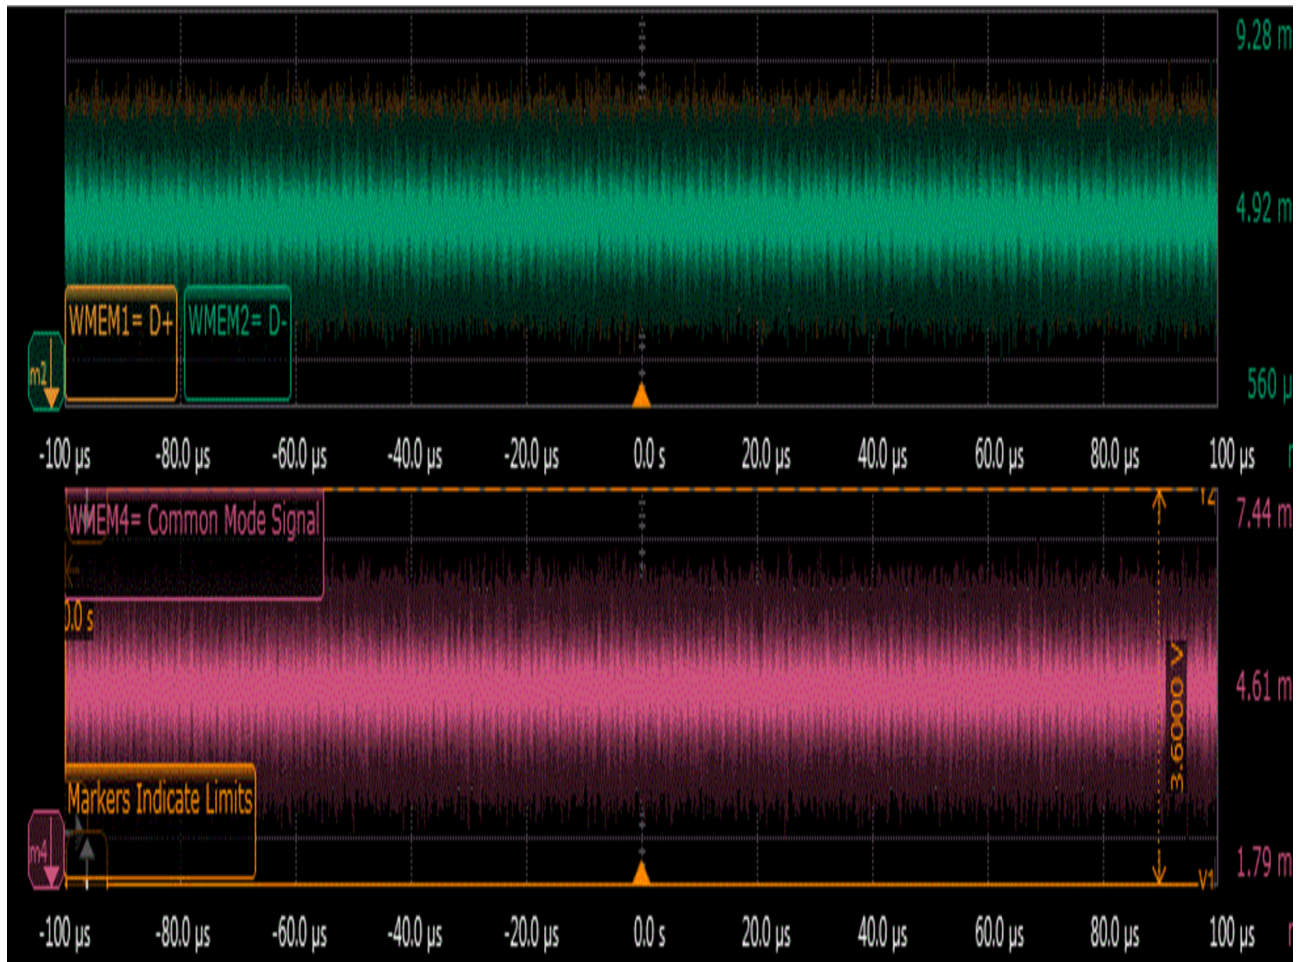 9.28 m
4.92 m
WMEM1= D+ WMEM2= D-
m2
560 µ
-100 µs -80.0 µs -60.0 µs -40.0 µs -20.0 µs 0.0 s 20.0 µs 40.0 µs 60.0 µs 80.0 µs 100 µs
7.44 m
WMEM4= Common Mode Signal
0.0 s
4.61 m
3.6000 V
Markers Indicate Limits
m4
1.79 m
Y1
-100 µs -80.0 µs -60.0 µs -40.0 µs -20.0 µs 0.0 s 20.0 µs 40.0 µs 60.0 µs 80.0 µs 100 µs